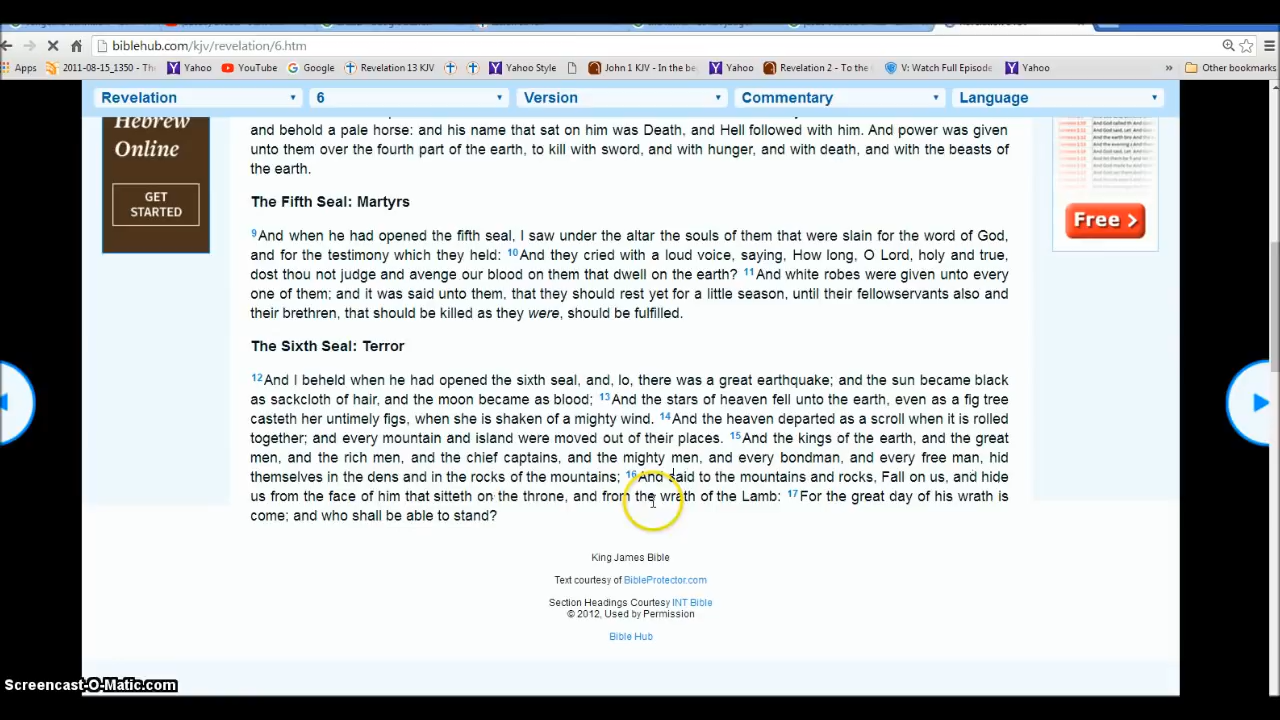 biblehub.com/kjv/revelation/6.htm
Apps 2011-08-15_1350 - Th Yahoo YouTube Google Revelation 13 KJV Yahoo Style John 1 KJV - In the be Yahoo Revelation 2 - To the V: Watch Full Episode Yahoo » Other bookmarks
Revelation 6 Version Commentary Language
Hebrew
Online
GET
STARTED
Free >
and behold a pale horse: and his name that sat on him was Death, and Hell followed with him. And power was given
unto them over the fourth part of the earth, to kill with sword, and with hunger, and with death, and with the beasts of
the earth.
The Fifth Seal: Martyrs
9And when he had opened the fifth seal, I saw under the altar the souls of them that were slain for the word of God,
and for the testimony which they held: 10And they cried with a loud voice, saying, How long, O Lord, holy and true,
dost thou not judge and avenge our blood on them that dwell on the earth? 11And white robes were given unto every
one of them; and it was said unto them, that they should rest yet for a little season, until their fellowservants also and
their brethren, that should be killed as they were, should be fulfilled.
The Sixth Seal: Terror
12And I beheld when he had opened the sixth seal, and, lo, there was a great earthquake; and the sun became black
as sackcloth of hair, and the moon became as blood; 13And the stars of heaven fell unto the earth, even as a fig tree
casteth her untimely figs, when she is shaken of a mighty wind. 14And the heaven departed as a scroll when it is rolled
together; and every mountain and island were moved out of their places. 15And the kings of the earth, and the great
men, and the rich men, and the chief captains, and the mighty men, and every bondman, and every free man, hid
themselves in the dens and in the rocks of the mountains; 16And said to the mountains and rocks, Fall on us, and hide
us from the face of him that sitteth on the throne, and from the wrath of the Lamb: 17For the great day of his wrath is
come; and who shall be able to stand?
King James Bible
Text courtesy of BibleProtector.com
Section Headings Courtesy INT Bible
© 2012, Used by Permission
Bible Hub
Screencast-O-Matic.com